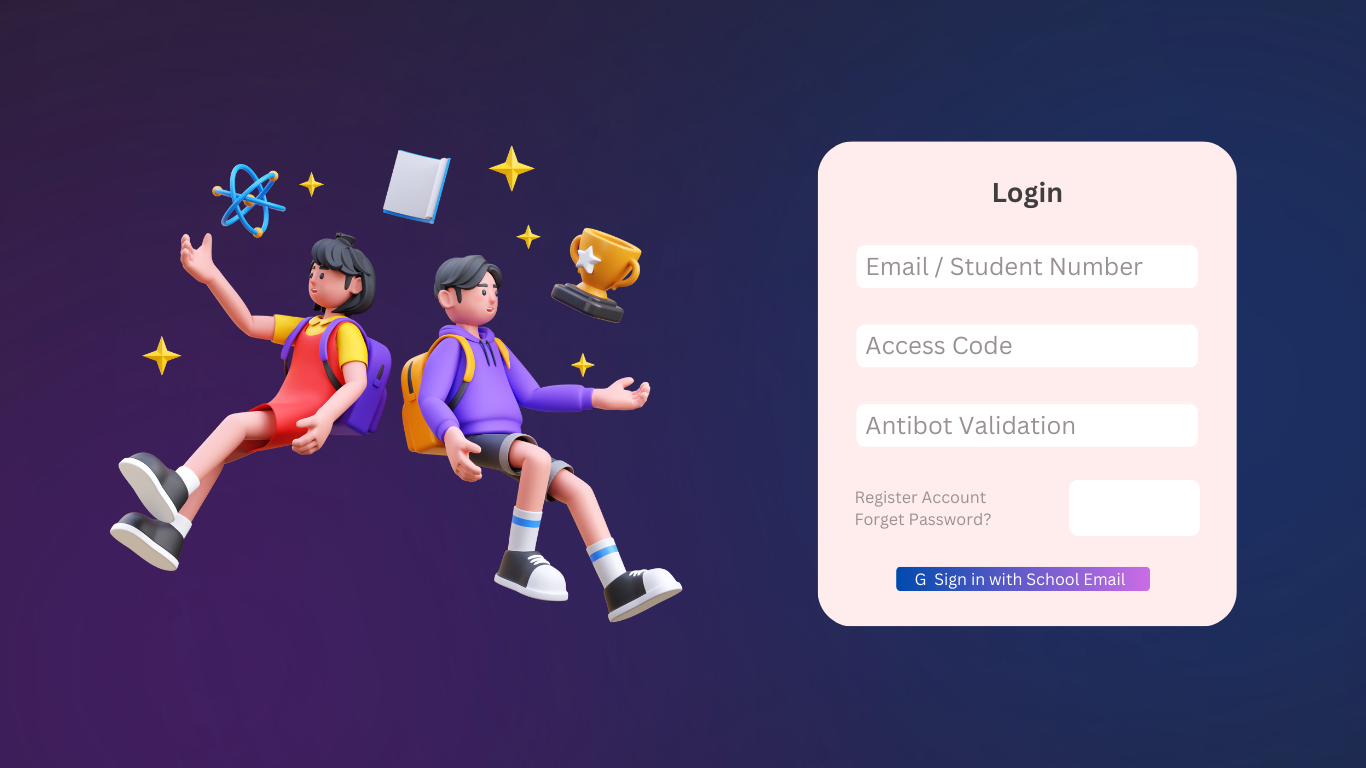 Login
Email / Student Number
Access Code
Antibot Validation
Register Account
Forget Password?
G Sign in with School Email